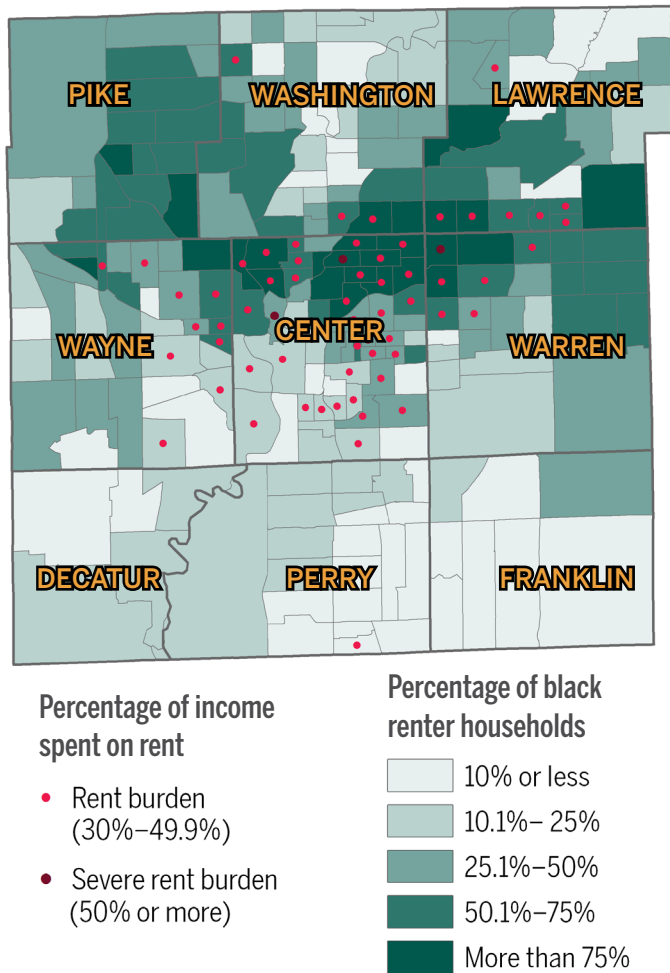 PIKE
WASHINGTON
LAWRENCE
WAYNE
CENTER
WARREN
DECATUR
PERRY
FRANKLIN
Percentage of income
spent on rent
Rent burden
(30%–49.9%)
Severe rent burden
(50% or more)
Percentage of black
renter households
10% or less
10.1%– 25%
25.1%–50%
50.1%–75%
More than 75%